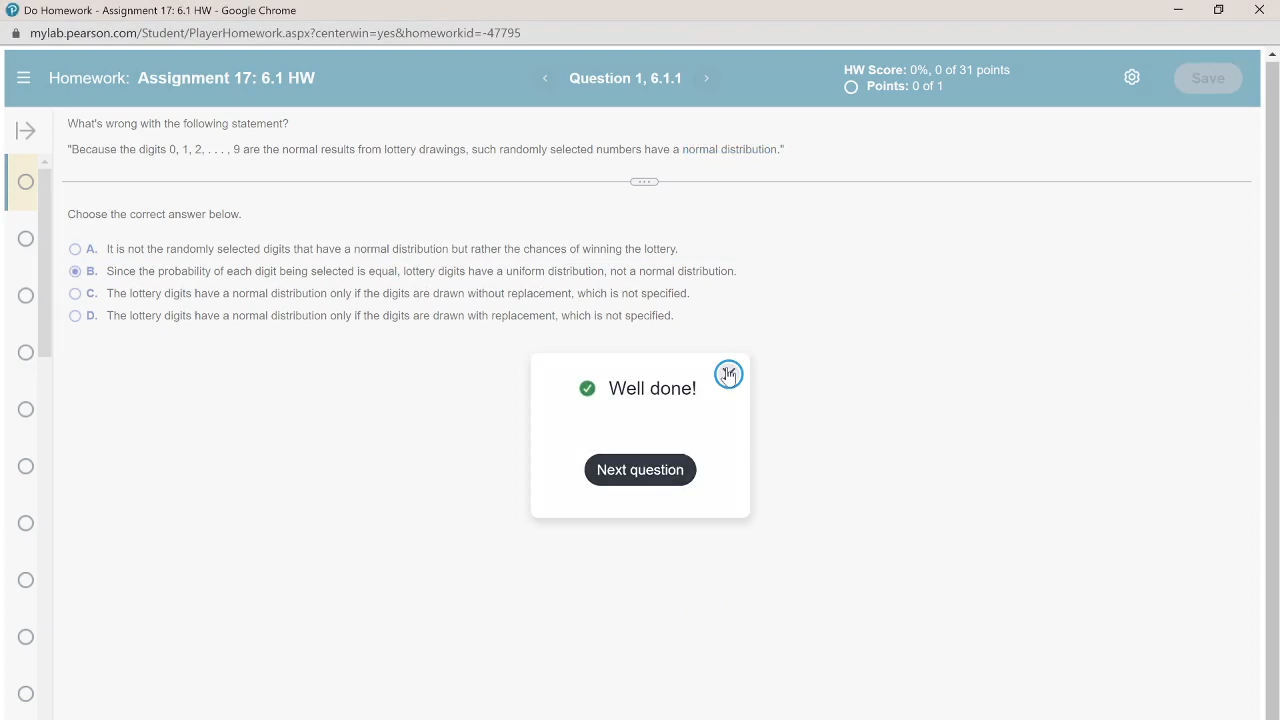 Do Homework - Assignment 17: 6.1 HW - Google Chrome
mylab.pearson.com/Student/PlayerHomework.aspx?centerwin=yes&homeworkid=-47795
Homework: Assignment 17: 6.1 HW
Question 1, 6.1.1
HW Score: 0%, 0 of 31 points
Points: 0 of 1
Save
What's wrong with the following statement?
"Because the digits 0, 1, 2, . . . , 9 are the normal results from lottery drawings, such randomly selected numbers have a normal distribution."
Choose the correct answer below.
A. It is not the randomly selected digits that have a normal distribution but rather the chances of winning the lottery.
B. Since the probability of each digit being selected is equal, lottery digits have a uniform distribution, not a normal distribution.
C. The lottery digits have a normal distribution only if the digits are drawn without replacement, which is not specified.
D. The lottery digits have a normal distribution only if the digits are drawn with replacement, which is not specified.
Well done!
Next question